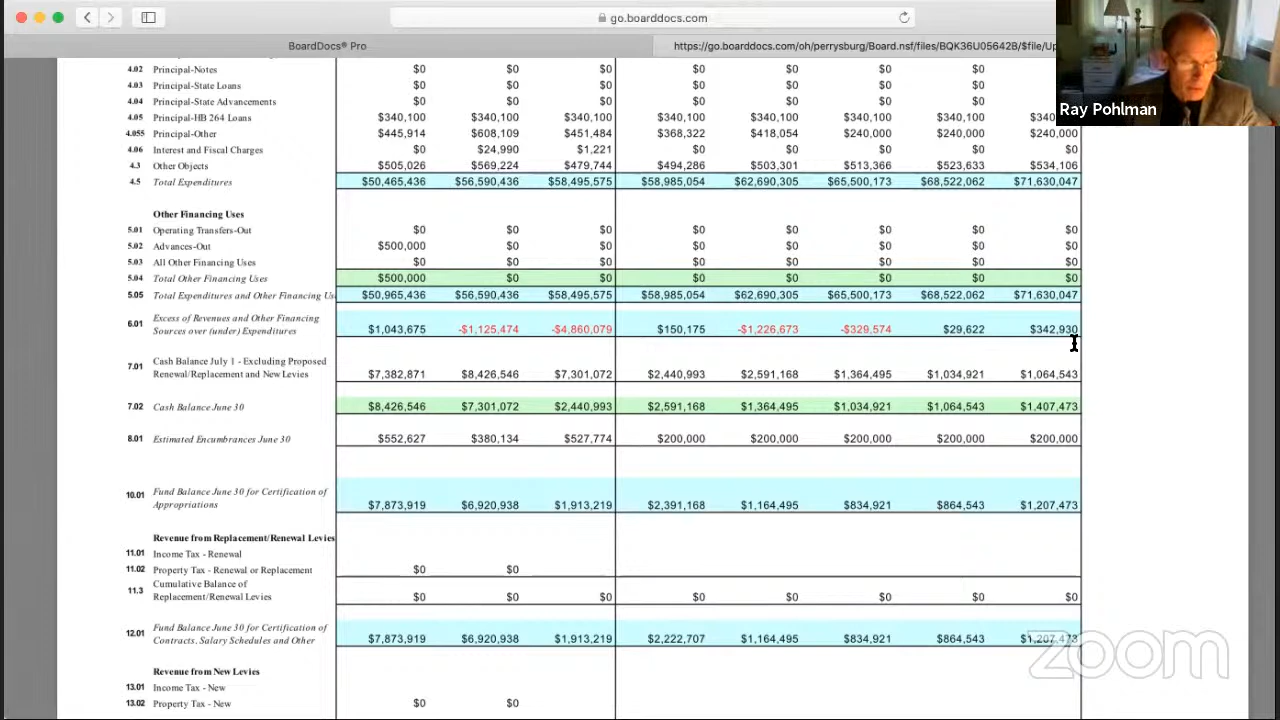 go.boarddocs.com
BoardDocs® Pro https://go.boarddocs.com/oh/perrysburg/Board.nsf/files/BQK36U05642B/$file/Up
Ray Pohlman
4.02 Principal-Notes $0 $0 $0 $0 $0 $0 $0
4.03 Principal-State Loans $0 $0 $0 $0 $0 $0 $0
4.04 Principal-State Advancements $0 $0 $0 $0 $0 $0 $0
4.05 Principal-HB 264 Loans $340,100 $340,100 $340,100 $340,100 $340,100 $340,100 $340,100 $340,100
4.055 Principal-Other $445,914 $608,109 $451,484 $368,322 $418,054 $240,000 $240,000 $240,000
4.06 Interest and Fiscal Charges $0 $24,990 $1,221 $0 $0 $0 $0 $0
4.3 Other Objects $505,026 $569,224 $479,744 $494,286 $503,301 $513,366 $523,633 $534,106
4.5 Total Expenditures $50,465,436 $56,590,436 $58,495,575 $58,985,054 $62,690,305 $65,500,173 $68,522,062 $71,630,047
Other Financing Uses
5.01 Operating Transfers-Out $0 $0 $0 $0 $0 $0 $0 $0
5.02 Advances-Out $500,000 $0 $0 $0 $0 $0 $0 $0
5.03 All Other Financing Uses $0 $0 $0 $0 $0 $0 $0 $0
5.04 Total Other Financing Uses $500,000 $0 $0 $0 $0 $0 $0 $0
5.05 Total Expenditures and Other Financing Us $50,965,436 $56,590,436 $58,495,575 $58,985,054 $62,690,305 $65,500,173 $68,522,062 $71,630,047
Excess of Revenues and Other Financing
6.01 Sources over (under) Expenditures $1,043,675 -$1,125,474 -$4,860,079 $150,175 -$1,226,673 -$329,574 $29,622 $342,930
Cash Balance July 1 - Excluding Proposed
7.01 Renewal/Replacement and New Levies $7,382,871 $8,426,546 $7,301,072 $2,440,993 $2,591,168 $1,364,495 $1,034,921 $1,064,543
7.02 Cash Balance June 30 $8,426,546 $7,301,072 $2,440,993 $2,591,168 $1,364,495 $1,034,921 $1,064,543 $1,407,473
8.01 Estimated Encumbrances June 30 $552,627 $380,134 $527,774 $200,000 $200,000 $200,000 $200,000 $200,000
Fund Balance June 30 for Certification of
10.01 Appropriations $7,873,919 $6,920,938 $1,913,219 $2,391,168 $1,164,495 $834,921 $864,543 $1,207,473
Revenue from Replacement/Renewal Levies
11.01 Income Tax - Renewal
11.02 Property Tax - Renewal or Replacement $0 $0
Cumulative Balance of
11.3 Replacement/Renewal Levies $0 $0 $0 $0 $0 $0 $0 $0
Fund Balance June 30 for Certification of
12.01 Contracts, Salary Schedules and Other $7,873,919 $6,920,938 $1,913,219 $2,222,707 $1,164,495 $834,921 $864,543 $1,207,473
zoom
Revenue from New Levies
13.01 Income Tax - New
13.02 Property Tax - New $0 $0